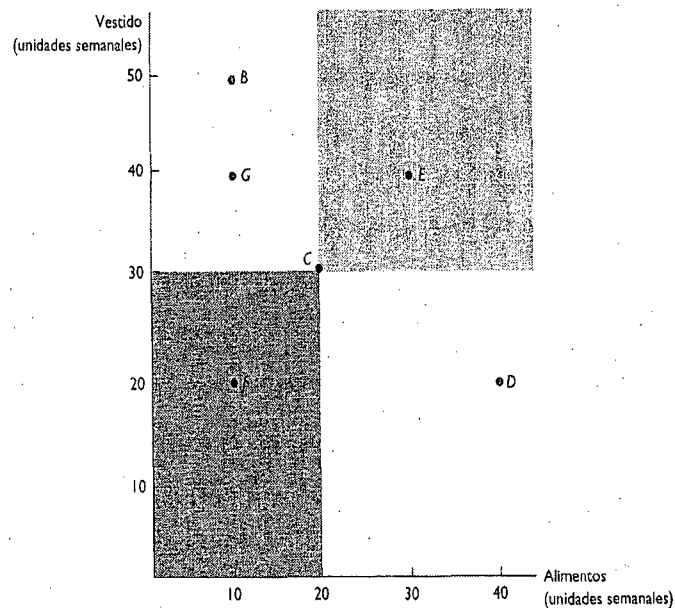 Vestido
(unidades semanales)
50
B
40
G
E
C
30
20
F
D
10
10
20
30
40
Alimentos
(unidades semanales)